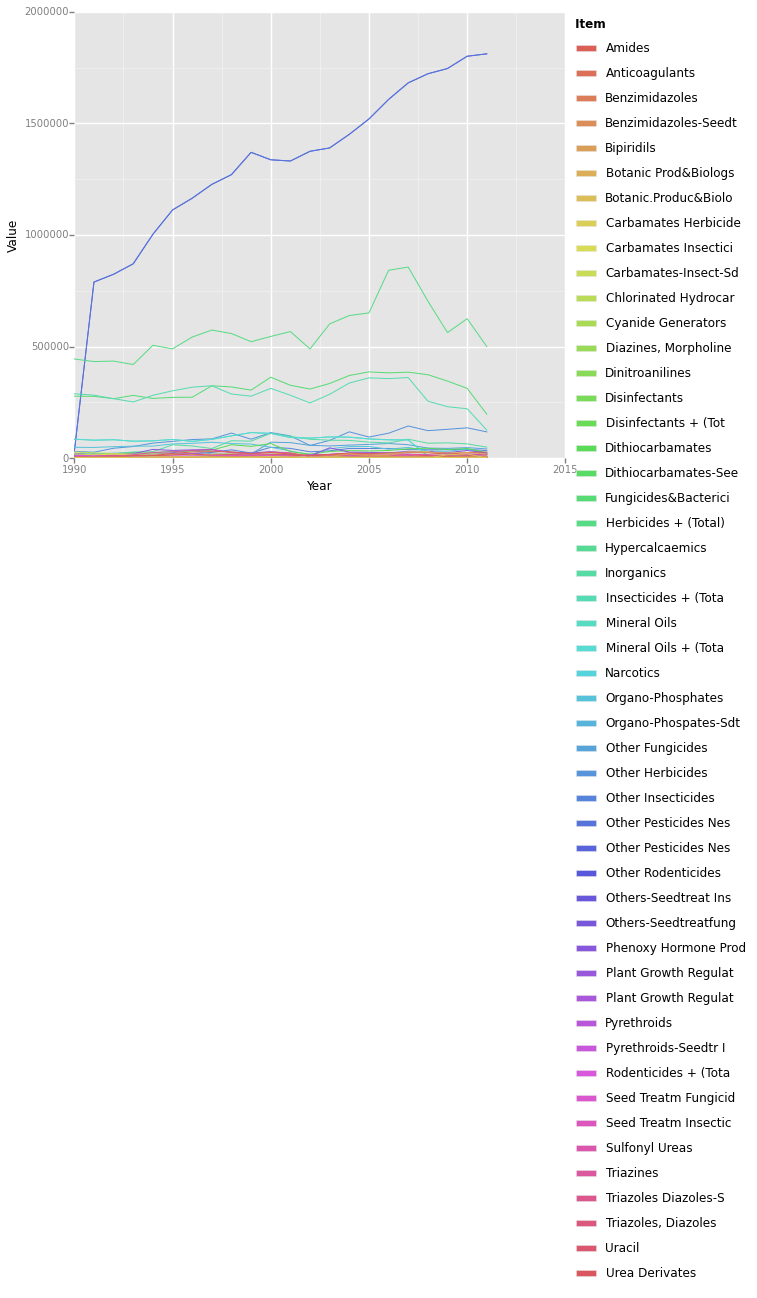 2000000
1500000
1000000
500000
0
Value
1990 1995 2000 2005 2010 2015
Year
Item
Amides
Anticoagulants
Benzimidazoles
Benzimidazoles-Seedt
Bipiridils
Botanic Prod&Biologs
Botanic.Produc&Biolo
Carbamates Herbicide
Carbamates Insectici
Carbamates-Insect-Sd
Chlorinated Hydrocar
Cyanide Generators
Diazines, Morpholine
Dinitroanilines
Disinfectants
Disinfectants + (Tot
Dithiocarbamates
Dithiocarbamates-See
Fungicides&Bacterici
Herbicides + (Total)
Hypercalcaemics
Inorganics
Insecticides + (Tota
Mineral Oils
Mineral Oils + (Tota
Narcotics
Organo-Phosphates
Organo-Phospates-Sdt
Other Fungicides
Other Herbicides
Other Insecticides
Other Pesticides Nes
Other Pesticides Nes
Other Rodenticides
Others-Seedtreat Ins
Others-Seedtreatfung
Phenoxy Hormone Prod
Plant Growth Regulat
Plant Growth Regulat
Pyrethroids
Pyrethroids-Seedtr I
Rodenticides + (Tota
Seed Treatm Fungicid
Seed Treatm Insectic
Sulfonyl Ureas
Triazines
Triazoles Diazoles-S
Triazoles, Diazoles
Uracil
Urea Derivates